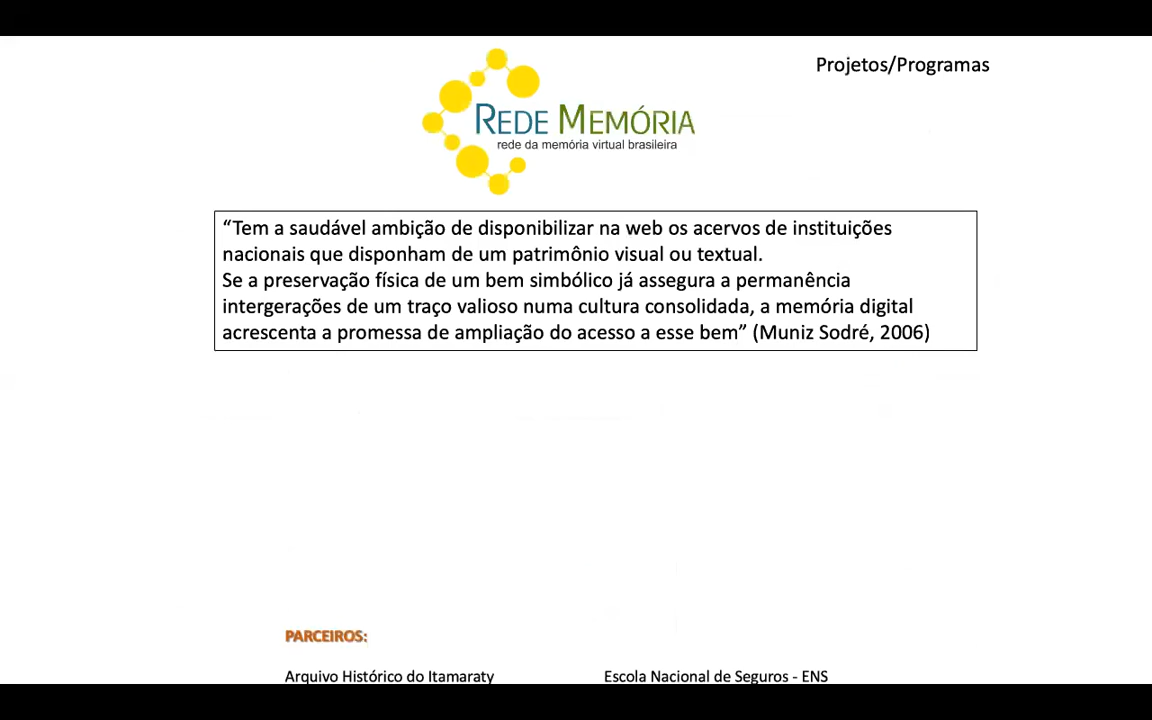 Projetos/Programas
REDE MEMÓRIA
rede da memória virtual brasileira
“Tem a saudável ambição de disponibilizar na web os acervos de instituições
nacionais que disponham de um patrimônio visual ou textual.
Se a preservação física de um bem simbólico já assegura a permanência
intergerações de um traço valioso numa cultura consolidada, a memória digital
acrescenta a promessa de ampliação do acesso a esse bem” (Muniz Sodré, 2006)
PARCEIROS:
Arquivo Histórico do Itamaraty
Escola Nacional de Seguros - ENS